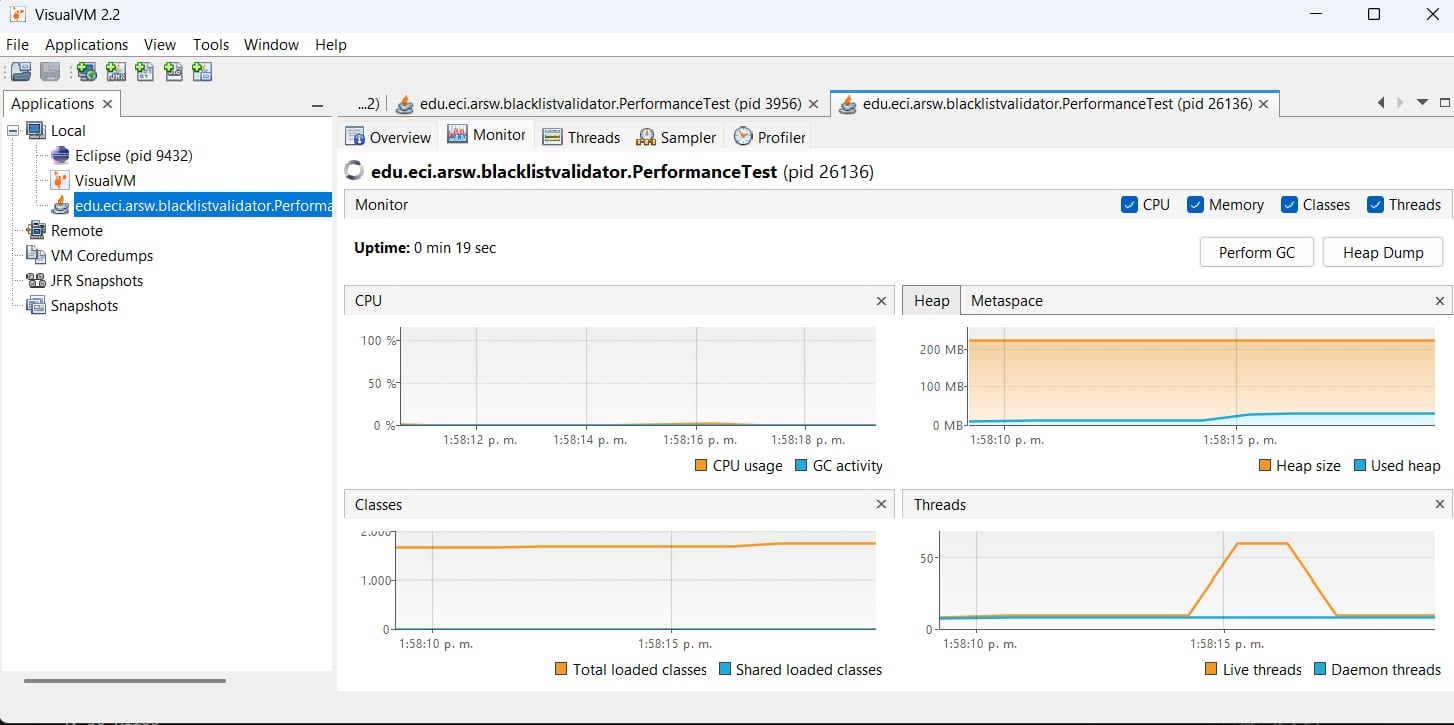 VisualVM 2.2
File Applications View Tools Window Help
Applications
...2) edu.eci.arsw.blacklistvalidator.PerformanceTest (pid 3956) edu.eci.arsw.blacklistvalidator.PerformanceTest (pid 26136)
Local
Eclipse (pid 9432)
VisualVM
edu.eci.arsw.blacklistvalidator.Performa
Remote
VM Coredumps
JFR Snapshots
Snapshots
Overview Monitor Threads Sampler Profiler
edu.eci.arsw.blacklistvalidator.PerformanceTest (pid 26136)
Monitor CPU Memory Classes Threads
Uptime: 0 min 19 sec
Perform GC Heap Dump
CPU
100 %
50 %
0 %
1:58:12 p. m. 1:58:14 p. m. 1:58:16 p. m. 1:58:18 p. m.
CPU usage GC activity
Heap Metaspace
200 MB
100 MB
0 MB
1:58:10 p. m. 1:58:15 p. m.
Heap size Used heap
Classes
2.000
1.000
0
1:58:10 p. m. 1:58:15 p. m.
Total loaded classes Shared loaded classes
Threads
50
0
1:58:10 p. m. 1:58:15 p. m.
Live threads Daemon threads